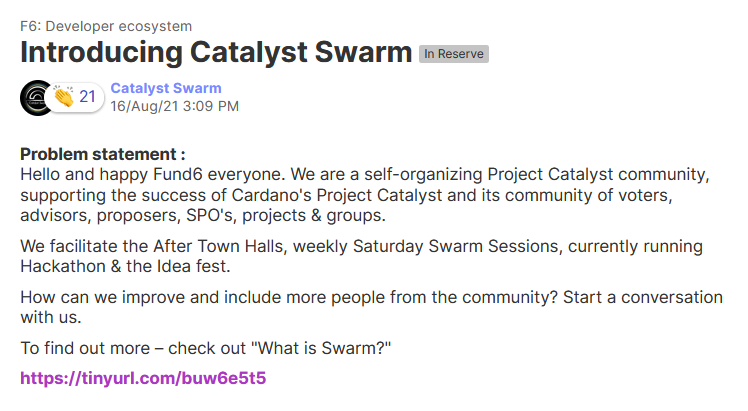 F6: Developer ecosystem
Introducing Catalyst Swarm In Reserve
21 Catalyst Swarm
16/Aug/21 3:09 PM
Problem statement :
Hello and happy Fund6 everyone. We are a self-organizing Project Catalyst community,
supporting the success of Cardano's Project Catalyst and its community of voters,
advisors, proposers, SPO's, projects & groups.
We facilitate the After Town Halls, weekly Saturday Swarm Sessions, currently running
Hackathon & the Idea fest.
How can we improve and include more people from the community? Start a conversation
with us.
To find out more – check out "What is Swarm?"
https://tinyurl.com/buw6e5t5